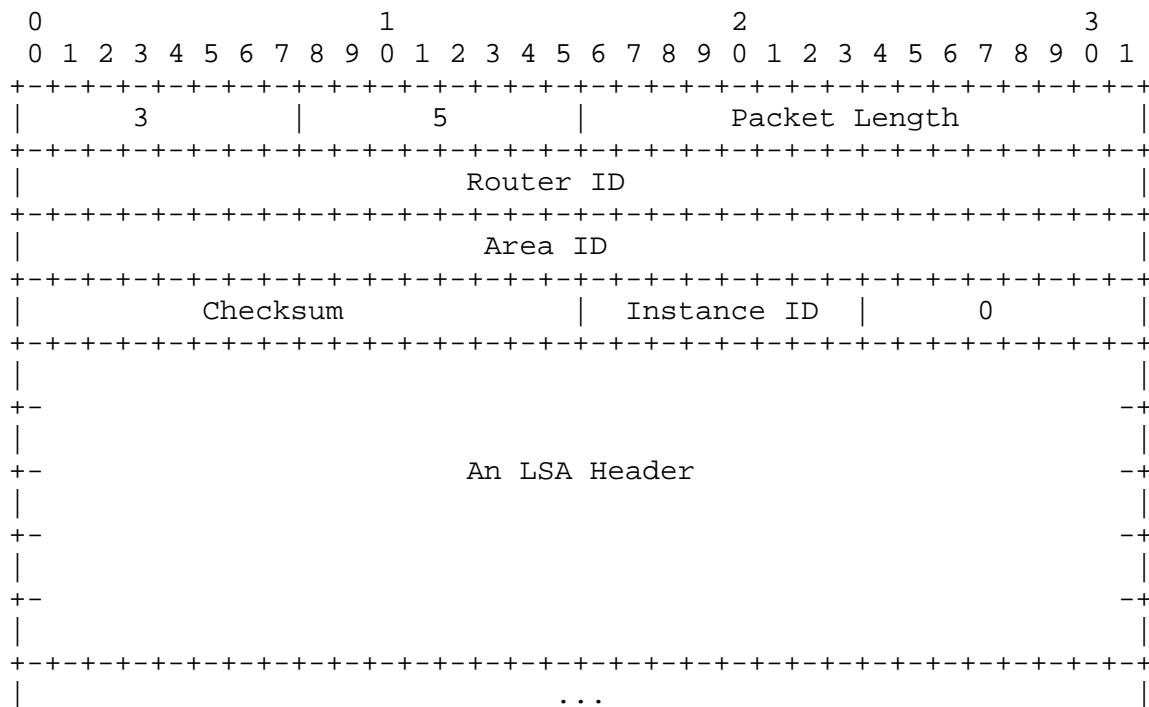 0                   1                   2                   3
 0 1 2 3 4 5 6 7 8 9 0 1 2 3 4 5 6 7 8 9 0 1 2 3 4 5 6 7 8 9 0 1
+-+-+-+-+-+-+-+-+-+-+-+-+-+-+-+-+-+-+-+-+-+-+-+-+-+-+-+-+-+-+-+-+
|      3        |       5       |        Packet Length          |
+-+-+-+-+-+-+-+-+-+-+-+-+-+-+-+-+-+-+-+-+-+-+-+-+-+-+-+-+-+-+-+-+
|                         Router ID                             |
+-+-+-+-+-+-+-+-+-+-+-+-+-+-+-+-+-+-+-+-+-+-+-+-+-+-+-+-+-+-+-+-+
|                          Area ID                              |
+-+-+-+-+-+-+-+-+-+-+-+-+-+-+-+-+-+-+-+-+-+-+-+-+-+-+-+-+-+-+-+-+
|          Checksum             |  Instance ID  |      0        |
+-+-+-+-+-+-+-+-+-+-+-+-+-+-+-+-+-+-+-+-+-+-+-+-+-+-+-+-+-+-+-+-+
|                                                               |
+-                                                             -+
|                                                               |
+-                        An LSA Header                        -+
|                                                               |
+-                                                             -+
|                                                               |
+-                                                             -+
|                                                               |
+-+-+-+-+-+-+-+-+-+-+-+-+-+-+-+-+-+-+-+-+-+-+-+-+-+-+-+-+-+-+-+-+
|                              ...                              |